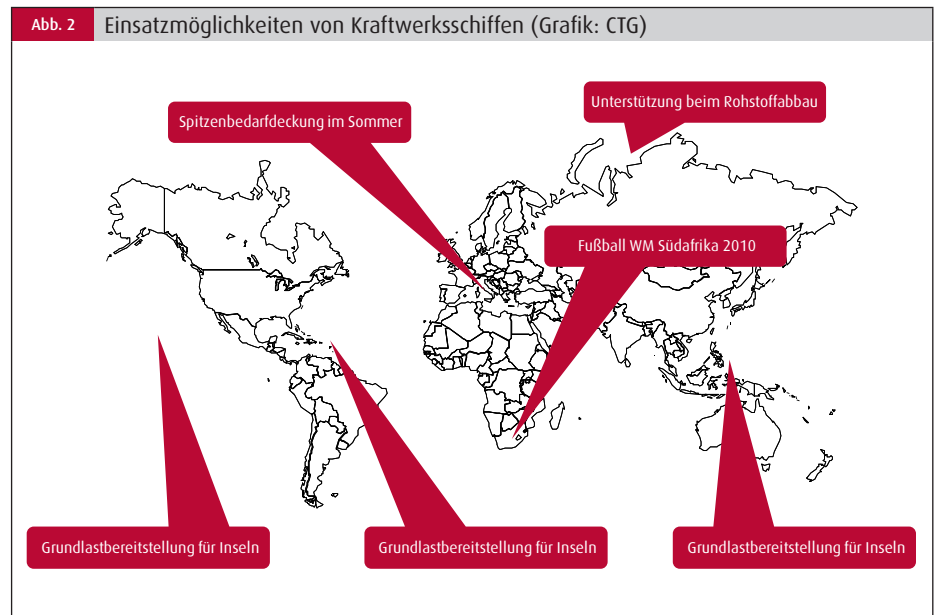 Abb. 2
Einsatzmöglichkeiten von Kraftwerksschiffen (Grafik: CTG)
Unterstützung beim Rohstoffabbau
Spitzenbedarfdeckung im Sommer
Fußball WM Südafrika 2010
Grundlastbereitstellung für Inseln
Grundlastbereitstellung für Inseln
Grundlastbereitstellung für Inseln